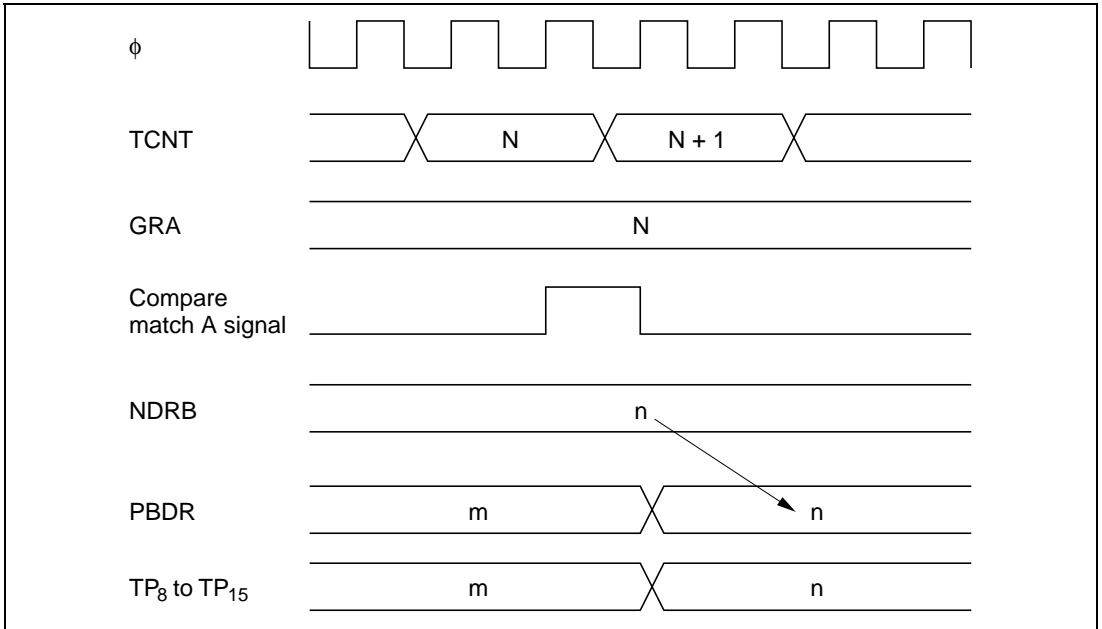 ϕ
TCNT N N + 1
GRA N
Compare
match A signal
NDRB n
PBDR m n
TP8 to TP15 m n